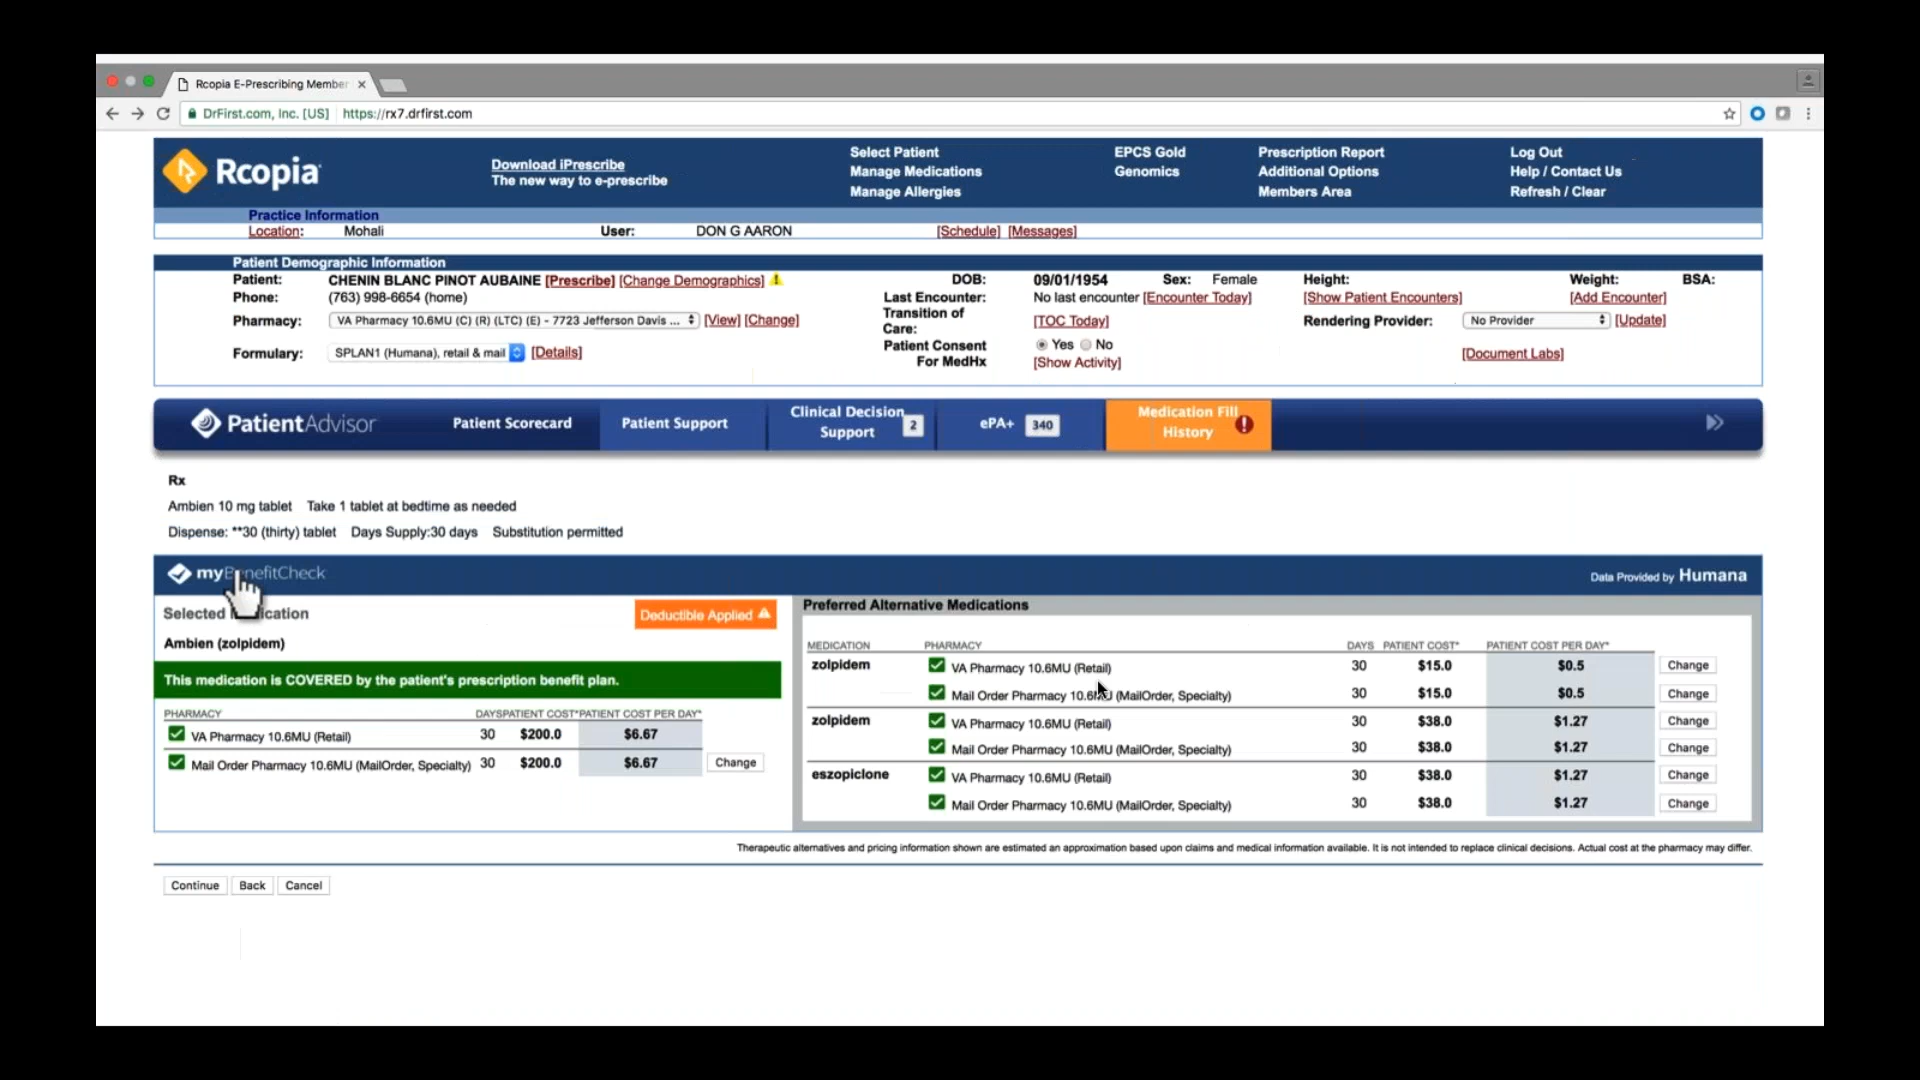 Rcopia E-Prescribing Member
DrFirst.com, Inc. [US] https://rx7.drfirst.com
Rcopia
Download iPrescribe
The new way to e-prescribe
Select Patient
Manage Medications
Manage Allergies
EPCS Gold
Genomics
Prescription Report
Additional Options
Members Area
Log Out
Help / Contact Us
Refresh / Clear
Practice Information
Location: Mohali User: DON G AARON [Schedule] [Messages]
Patient Demographic Information
Patient: CHENIN BLANC PINOT AUBAINE [Prescribe] [Change Demographics] DOB: 09/01/1954 Sex: Female Height: Weight: BSA:
Phone: (763) 998-6654 (home) Last Encounter: No last encounter [Encounter Today] [Show Patient Encounters] [Add Encounter]
Pharmacy: VA Pharmacy 10.6MU (C) (R) (LTC) (E) - 7723 Jefferson Davis ... [View] [Change] Transition of Care: [TOC Today] Rendering Provider: No Provider [Update]
Formulary: SPLAN1 (Humana), retail & mail [Details] Patient Consent For MedHx Yes No [Document Labs]
[Show Activity]
PatientAdvisor
Patient Scorecard
Patient Support
Clinical Decision Support 2
ePA+ 340
Medication Fill History !
Rx
Ambien 10 mg tablet Take 1 tablet at bedtime as needed
Dispense: **30 (thirty) tablet Days Supply:30 days Substitution permitted
my nefitCheck Data Provided by Humana
Selected Deductible Applied
Ambien (zolpidem)
This medication is COVERED by the patient's prescription benefit plan.
PHARMACY DAYS PATIENT COST* PATIENT COST PER DAY*
VA Pharmacy 10.6MU (Retail) 30 $200.0 $6.67
Mail Order Pharmacy 10.6MU (MailOrder, Specialty) 30 $200.0 $6.67 Change
Preferred Alternative Medications
MEDICATION PHARMACY DAYS PATIENT COST* PATIENT COST PER DAY*
zolpidem VA Pharmacy 10.6MU (Retail) 30 $15.0 $0.5 Change
Mail Order Pharmacy 10.6MU (MailOrder, Specialty) 30 $15.0 $0.5 Change
zolpidem VA Pharmacy 10.6MU (Retail) 30 $38.0 $1.27 Change
Mail Order Pharmacy 10.6MU (MailOrder, Specialty) 30 $38.0 $1.27 Change
eszopiclone VA Pharmacy 10.6MU (Retail) 30 $38.0 $1.27 Change
Mail Order Pharmacy 10.6MU (MailOrder, Specialty) 30 $38.0 $1.27 Change
Therapeutic alternatives and pricing information shown are estimated an approximation based upon claims and medical information available. It is not intended to replace clinical decisions. Actual cost at the pharmacy may differ.
Continue Back Cancel